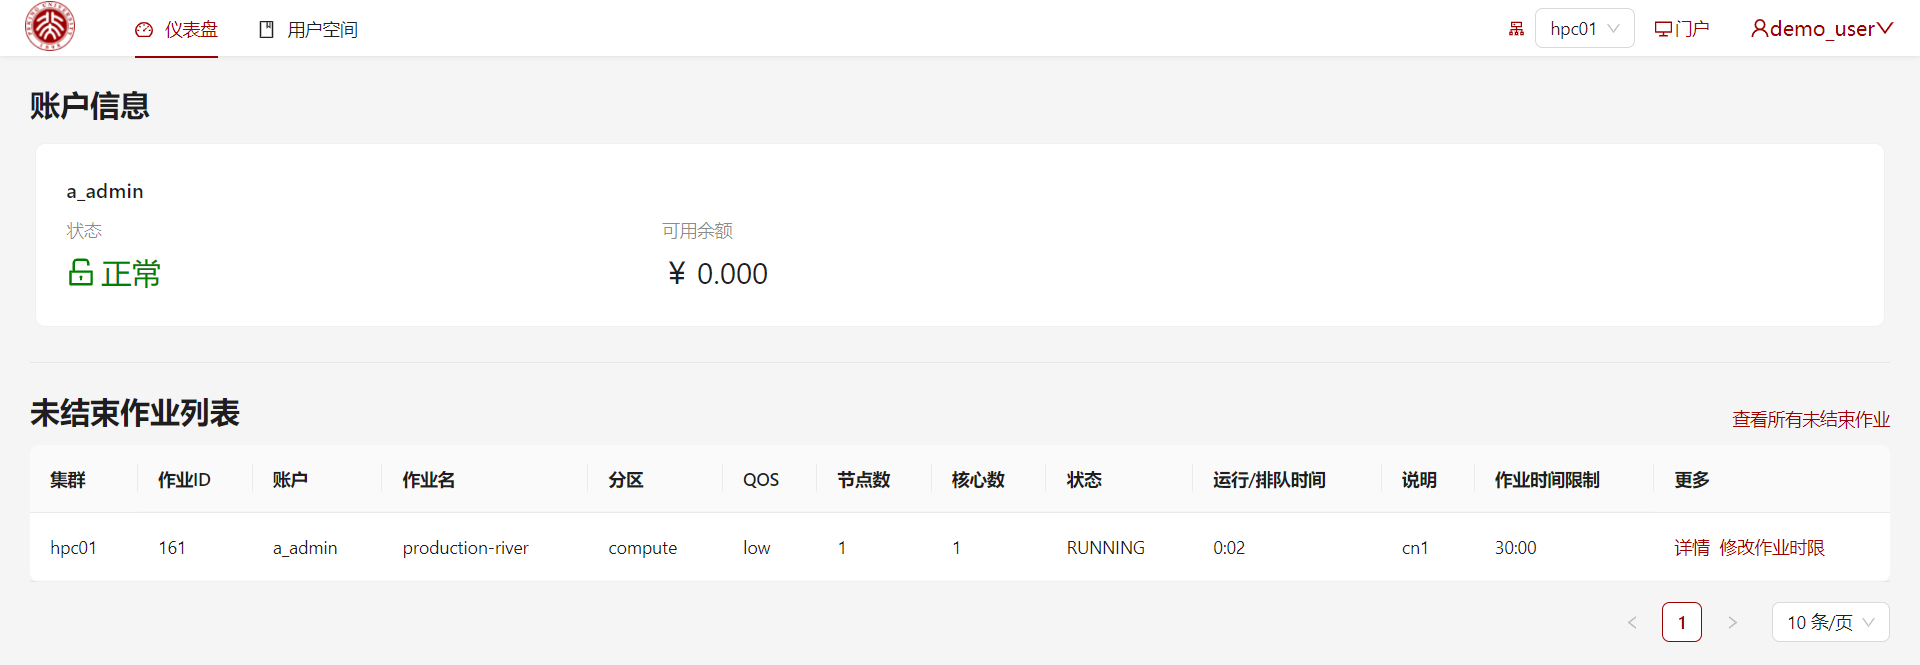 仪表盘 用户空间 hpc01 门户 demo_user
账户信息
a_admin
状态 可用余额
正常 ¥ 0.000
未结束作业列表
查看所有未结束作业
集群 作业ID 账户 作业名 分区 QOS 节点数 核心数 状态 运行/排队时间 说明 作业时间限制 更多
hpc01 161 a_admin production-river compute low 1 1 RUNNING 0:02 cn1 30:00 详情 修改作业时限
< 1 > 10 条/页